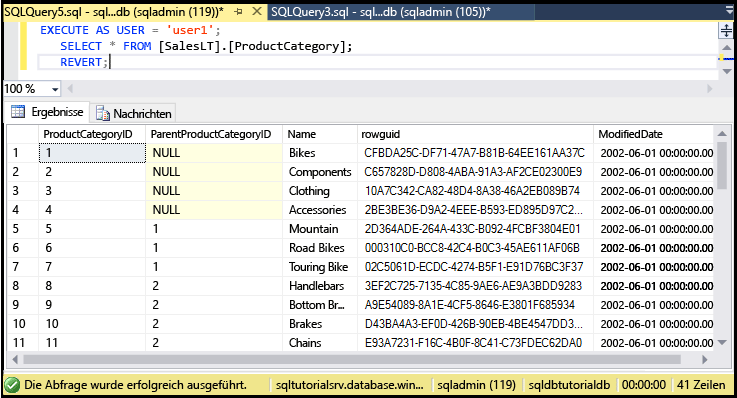 SQLQuery5.sql - sql...db (sqladmin (119))* SQLQuery3.sql - sql...db (sqladmin (105))*
EXECUTE AS USER = 'user1';
SELECT * FROM [SalesLT].[ProductCategory];
REVERT;
100 %
Ergebnisse Nachrichten
ProductCategoryID ParentProductCategoryID Name rowguid ModifiedDate
1 1 NULL Bikes CFBDA25C-DF71-47A7-B81B-64EE161AA37C 2002-06-01 00:00:00.00
2 2 NULL Components C657828D-D808-4ABA-91A3-AF2CE02300E9 2002-06-01 00:00:00.00
3 3 NULL Clothing 10A7C342-CA82-48D4-8A38-46A2EB089B74 2002-06-01 00:00:00.00
4 4 NULL Accessories 2BE3BE36-D9A2-4EEE-B593-ED895D97C2... 2002-06-01 00:00:00.00
5 5 1 Mountain 2D364ADE-264A-433C-B092-4FCBF3804E01 2002-06-01 00:00:00.00
6 6 1 Road Bikes 000310C0-BCC8-42C4-B0C3-45AE611AF06B 2002-06-01 00:00:00.00
7 7 1 Touring Bike 02C5061D-ECDC-4274-B5F1-E91D76BC3F37 2002-06-01 00:00:00.00
8 8 2 Handlebars 3EF2C725-7135-4C85-9AE6-AE9A3BDD9283 2002-06-01 00:00:00.00
9 9 2 Bottom Br... A9E54089-8A1E-4CF5-8646-E3801F685934 2002-06-01 00:00:00.00
10 10 2 Brakes D43BA4A3-EF0D-426B-90EB-4BE4547DD3... 2002-06-01 00:00:00.00
11 11 2 Chains E93A7231-F16C-4B0F-8C41-C73FDEC62DA0 2002-06-01 00:00:00.00
Die Abfrage wurde erfolgreich ausgeführt. sqltutorialsrv.database.win... sqladmin (119) sqldbtutorialdb 00:00:00 41 Zeilen